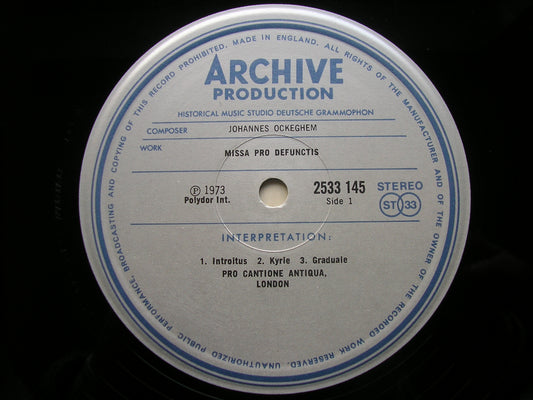 ARCHIVE
PRODUCTION
HISTORICAL MUSIC STUDIO DEUTSCHE GRAMMOPHON
COMPOSER JOHANNES OCKEGHEM
WORK MISSA PRO DEFUNCTIS
Ⓟ 1973 2533 145 STEREO
Polydor Int. Side 1 ST 33
INTERPRETATION:
1. Introitus 2. Kyrie 3. Graduale
PRO CANTIONE ANTIQUA,
LONDON
MADE IN ENGLAND. ALL RIGHTS OF THE MANUFACTURER AND OF THE OWNER OF THE RECORDED WORK RESERVED. UNAUTHORIZED PUBLIC PERFORMANCE, BROADCASTING AND COPYING OF THIS RECORD PROHIBITED.